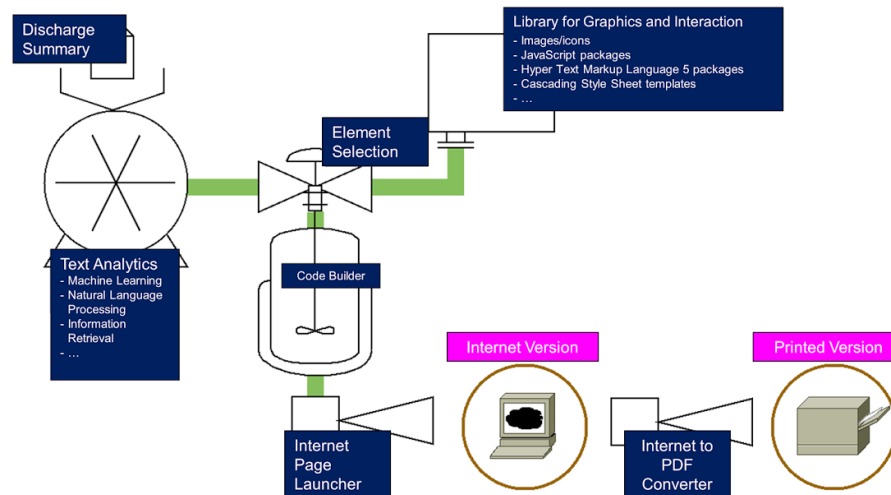 Discharge
Summary
Library for Graphics and Interaction
- Images/icons
- JavaScript packages
- Hyper Text Markup Language 5 packages
- Cascading Style Sheet templates
- …
Element
Selection
Text Analytics
- Machine Learning
- Natural Language
Processing
- Information
Retrieval
- …
Code Builder
Internet Version
Printed Version
Internet
Page
Launcher
Internet to
PDF
Converter